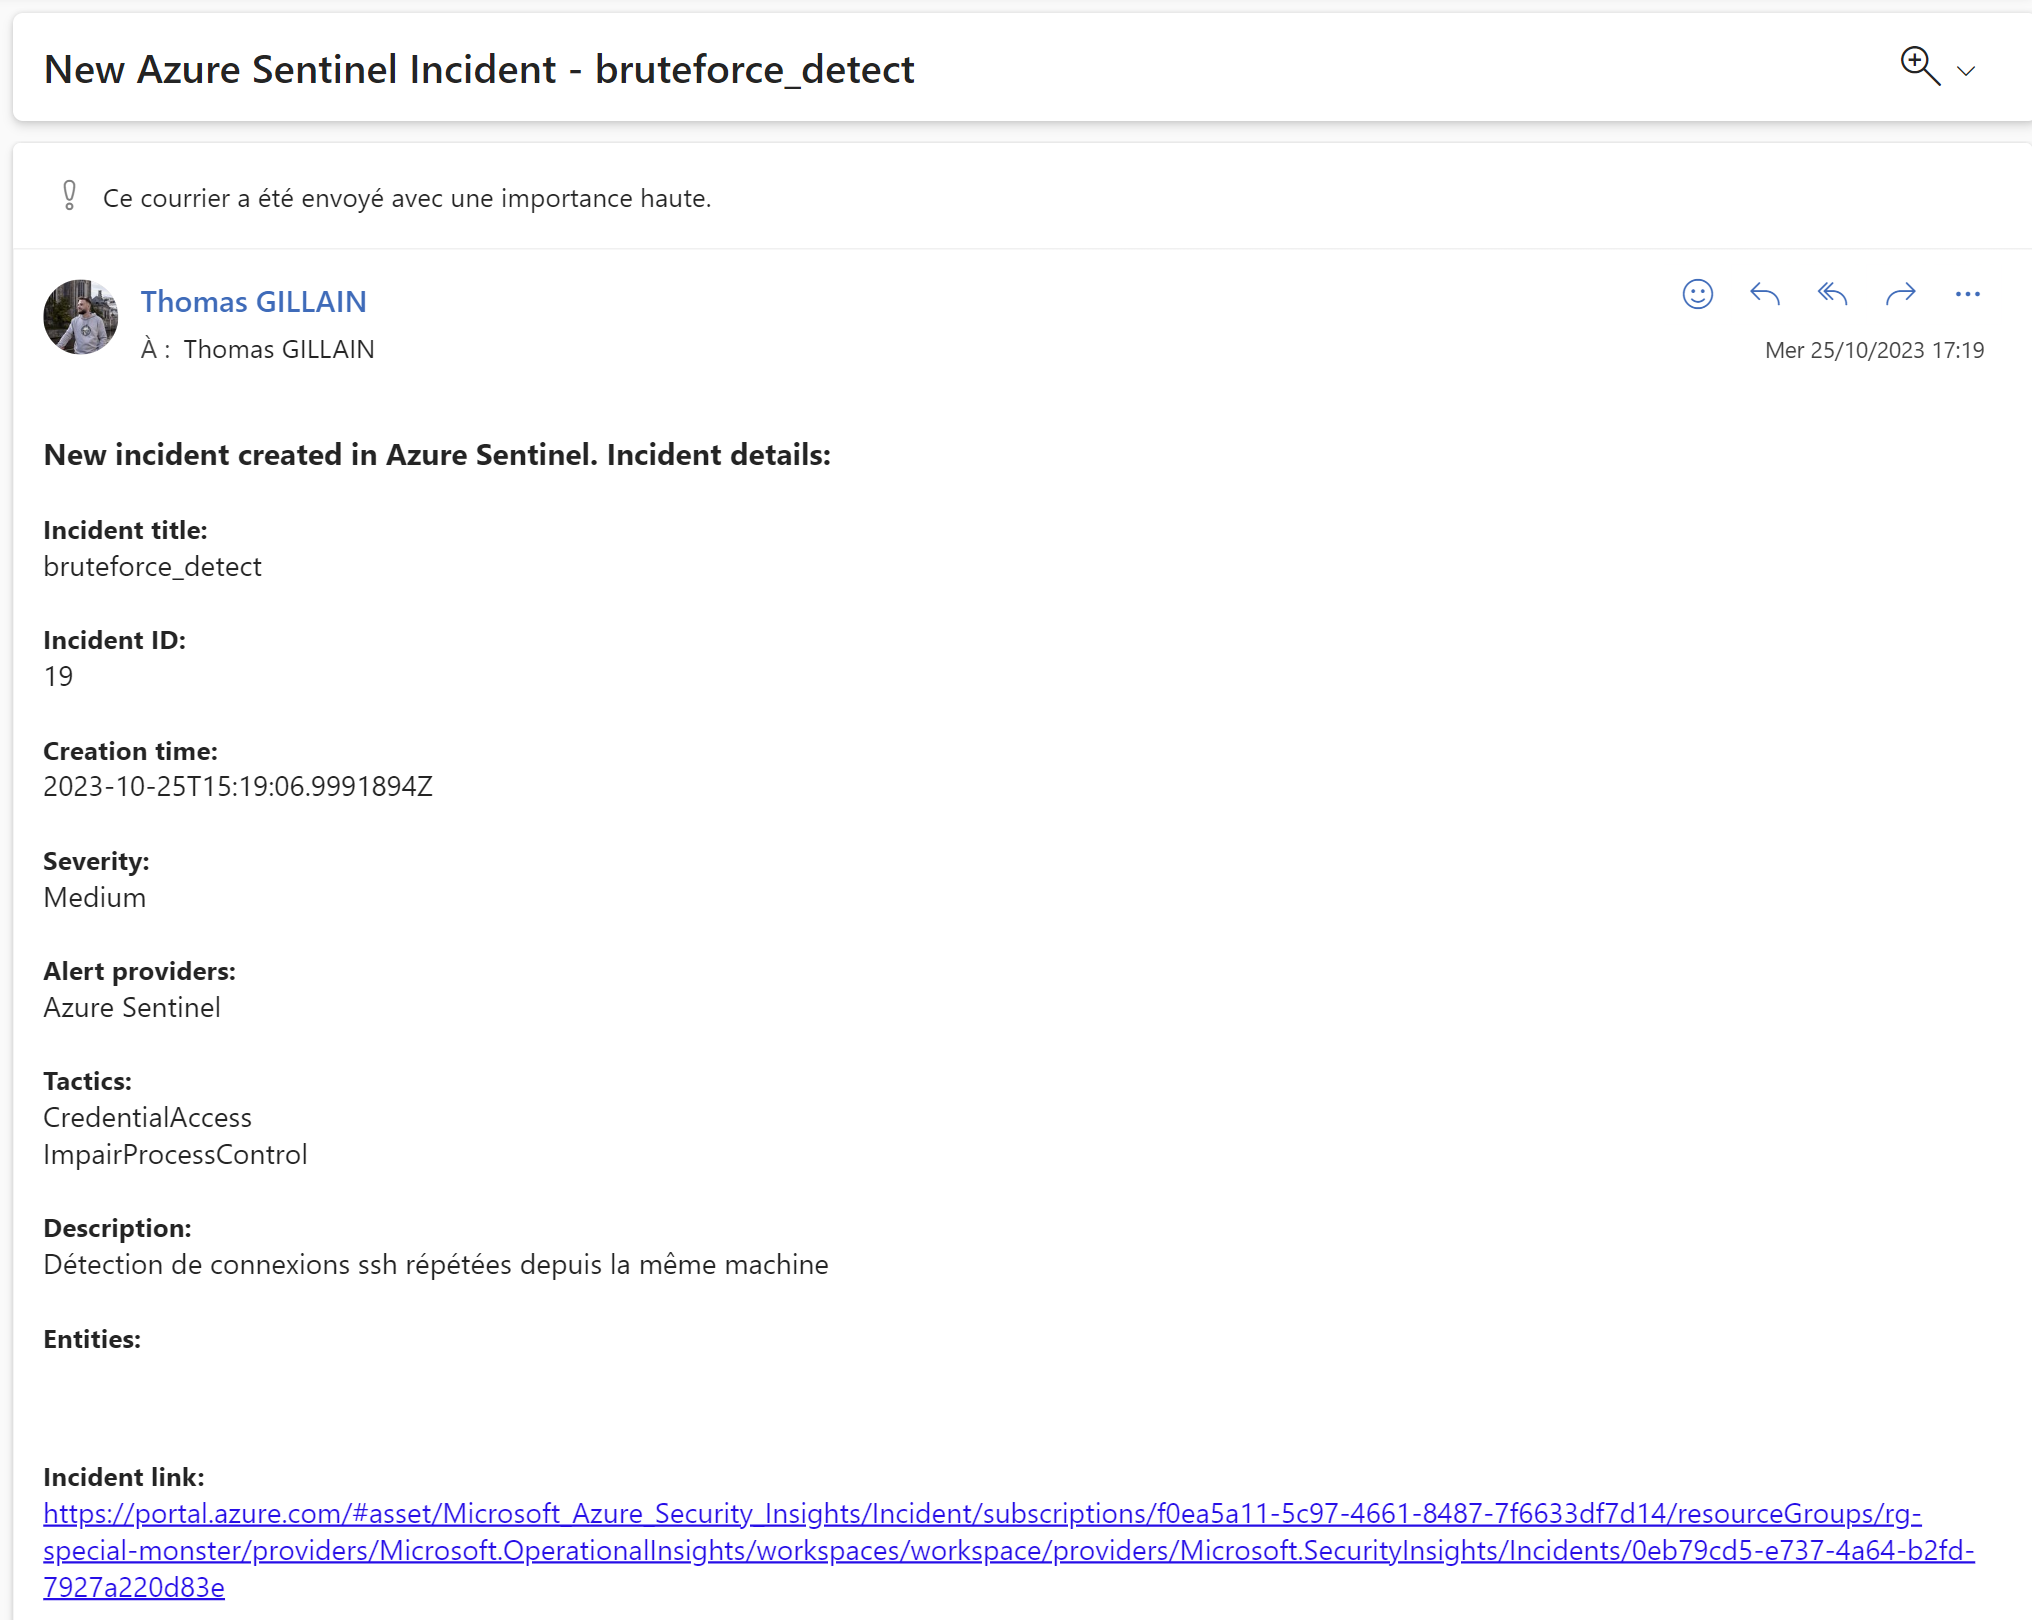 New Azure Sentinel Incident - bruteforce_detect
Ce courrier a été envoyé avec une importance haute.
Thomas GILLAIN
À : Thomas GILLAIN
Mer 25/10/2023 17:19
New incident created in Azure Sentinel. Incident details:
Incident title:
bruteforce_detect
Incident ID:
19
Creation time:
2023-10-25T15:19:06.9991894Z
Severity:
Medium
Alert providers:
Azure Sentinel
Tactics:
CredentialAccess
ImpairProcessControl
Description:
Détection de connexions ssh répétées depuis la même machine
Entities:
Incident link:
https://portal.azure.com/#asset/Microsoft_Azure_Security_Insights/Incident/subscriptions/f0ea5a11-5c97-4661-8487-7f6633df7d14/resourceGroups/rg-
special-monster/providers/Microsoft.OperationalInsights/workspaces/workspace/providers/Microsoft.SecurityInsights/Incidents/0eb79cd5-e737-4a64-b2fd-
7927a220d83e